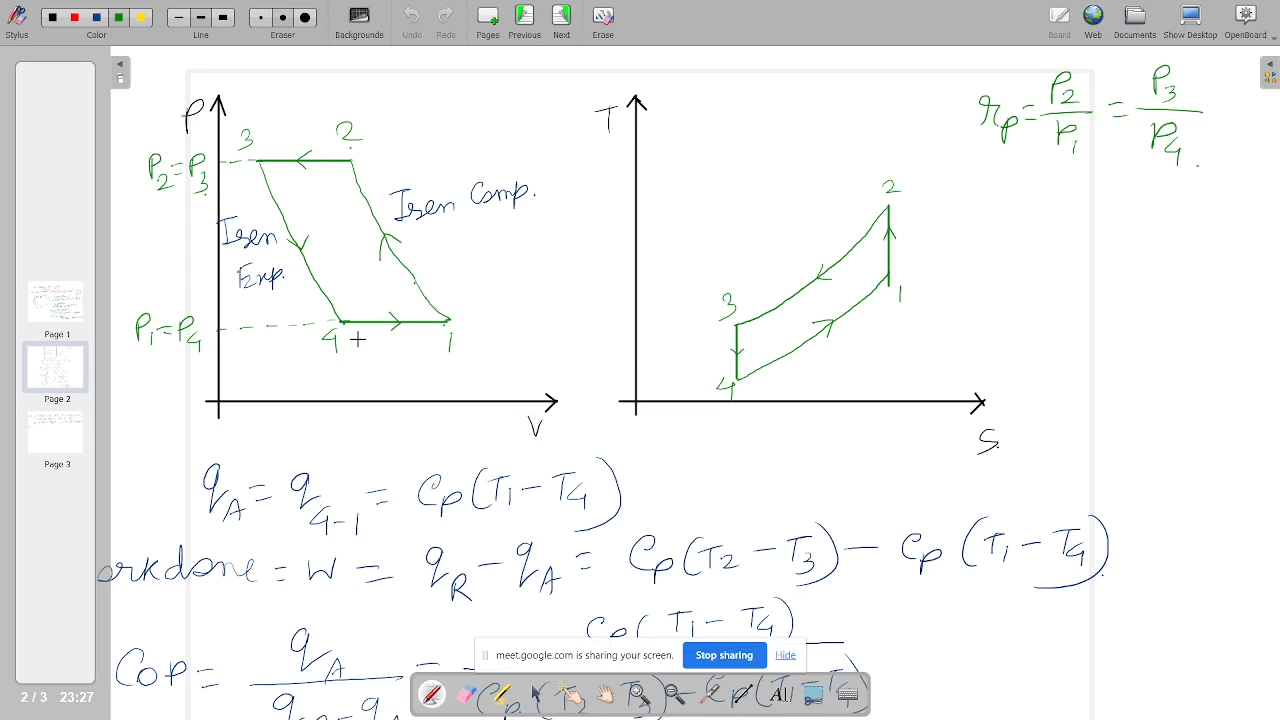 Stylus
Color
Line
Eraser
Backgrounds
Undo
Redo
Pages
Previous
Next
Erase
Board
Web
Documents
Show Desktop
OpenBoard
Page 1
Page 2
Page 3
2 / 3 23:27
P
3 2
P2=P3
Isen Comp.
Isen Exp.
P1=P4
4 1
V
T
2
1
3
4
S
rp = P2/P1 = P3/P4
qA = q4-1 = Cp(T1-T4)
orkdone = W = qR - qA = Cp(T2-T3) - Cp(T1-T4)
COP = qA
Cp(T1-T4)
meet.google.com is sharing your screen.
Stop sharing
Hide